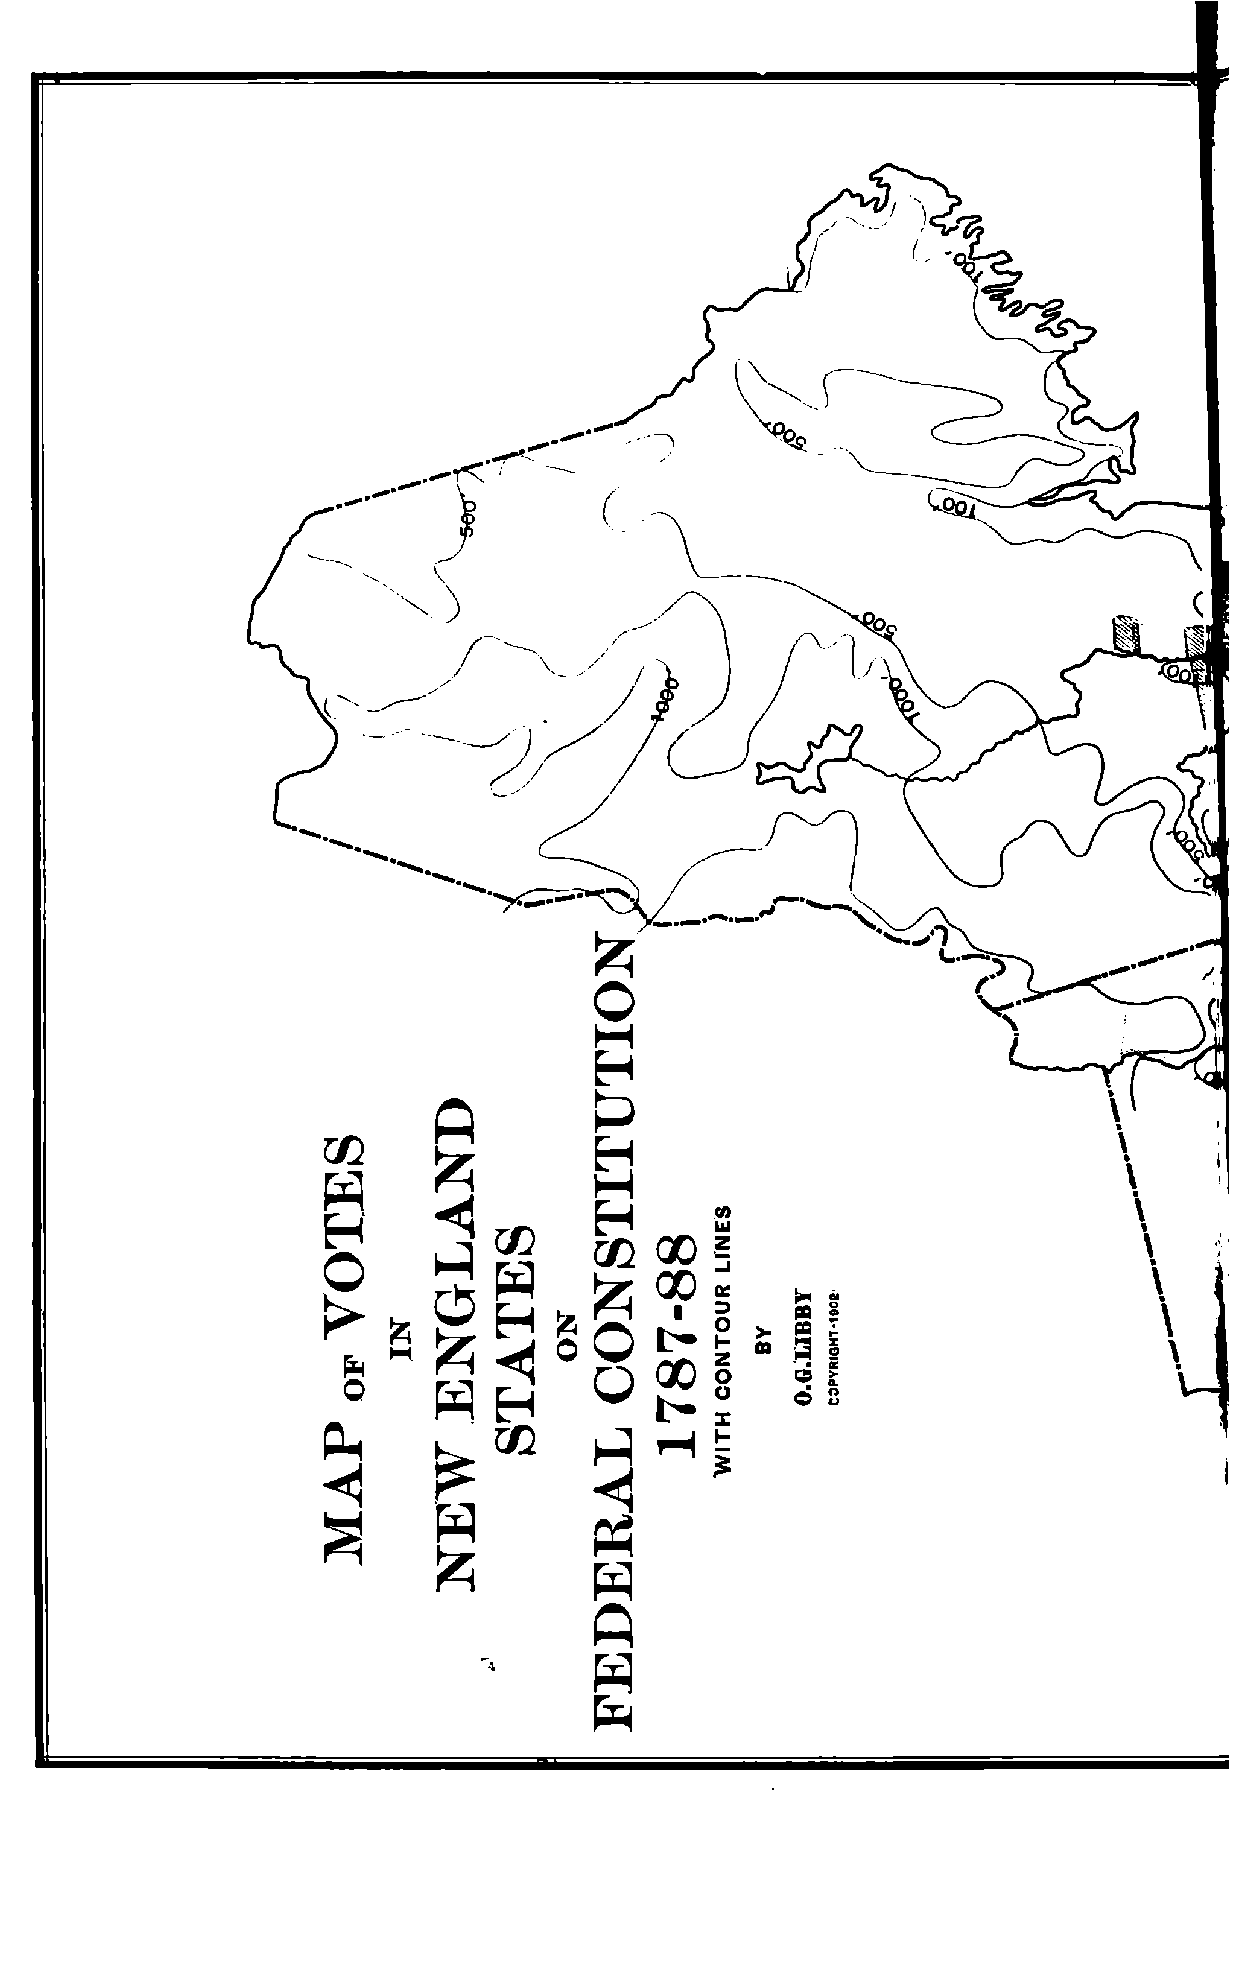 MAP OF VOTES
IN
NEW ENGLAND
STATES
ON
FEDERAL CONSTITUTION
1787-88
WITH CONTOUR LINES
BY
O.G.LIBBY
COPYRIGHT-1902-
500'
1000
500'
100'
500'
1000'
100'
100'
500'